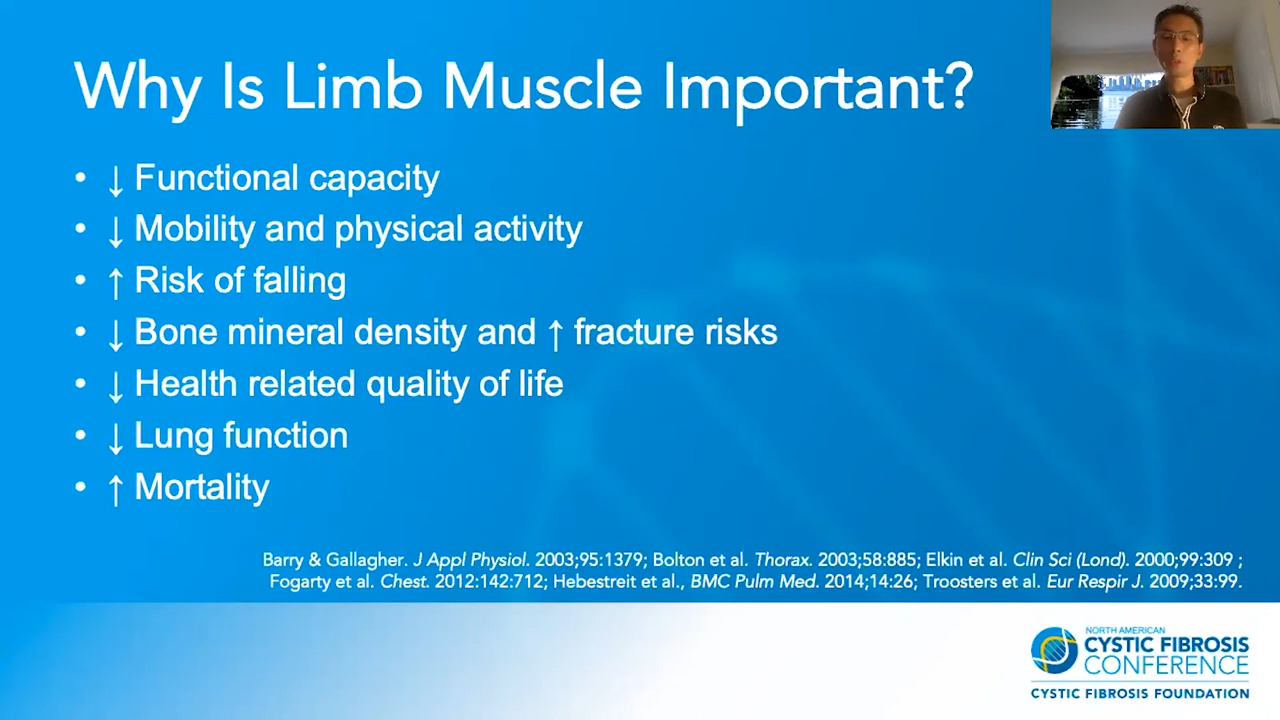 Why Is Limb Muscle Important?
• ↓ Functional capacity
• ↓ Mobility and physical activity
• ↑ Risk of falling
• ↓ Bone mineral density and ↑ fracture risks
• ↓ Health related quality of life
• ↓ Lung function
• ↑ Mortality
Barry & Gallagher. J Appl Physiol. 2003;95:1379; Bolton et al. Thorax. 2003;58:885; Elkin et al. Clin Sci (Lond). 2000;99:309 ;
Fogarty et al. Chest. 2012:142:712; Hebestreit et al., BMC Pulm Med. 2014;14:26; Troosters et al. Eur Respir J. 2009;33:99.
NORTH AMERICAN
CYSTIC FIBROSIS
CONFERENCE
CYSTIC FIBROSIS FOUNDATION